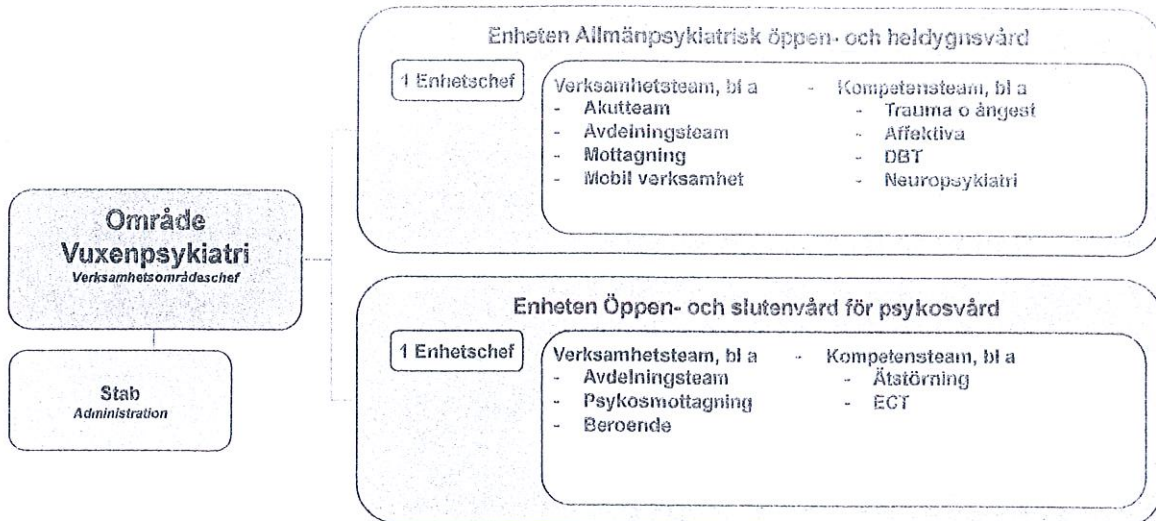 Enheten Allmänpsykiatrisk öppen- och heldygnsvård
1 Enhetschef
Verksamhetsteam, bl a
- Akutteam
- Avdelningsteam
- Mottagning
- Mobil verksamhet
- Kompetensteam, bl a
- Trauma o ångest
- Affektiva
- DBT
- Neuropsykiatri
Område
Vuxenpsykiatri
Verksamhetsområdeschef
Stab
Administration
Enheten Öppen- och slutenvård för psykosvård
1 Enhetschef
Verksamhetsteam, bl a
- Avdelningsteam
- Psykosmottagning
- Beroende
- Kompetensteam, bl a
- Ätstörning
- ECT